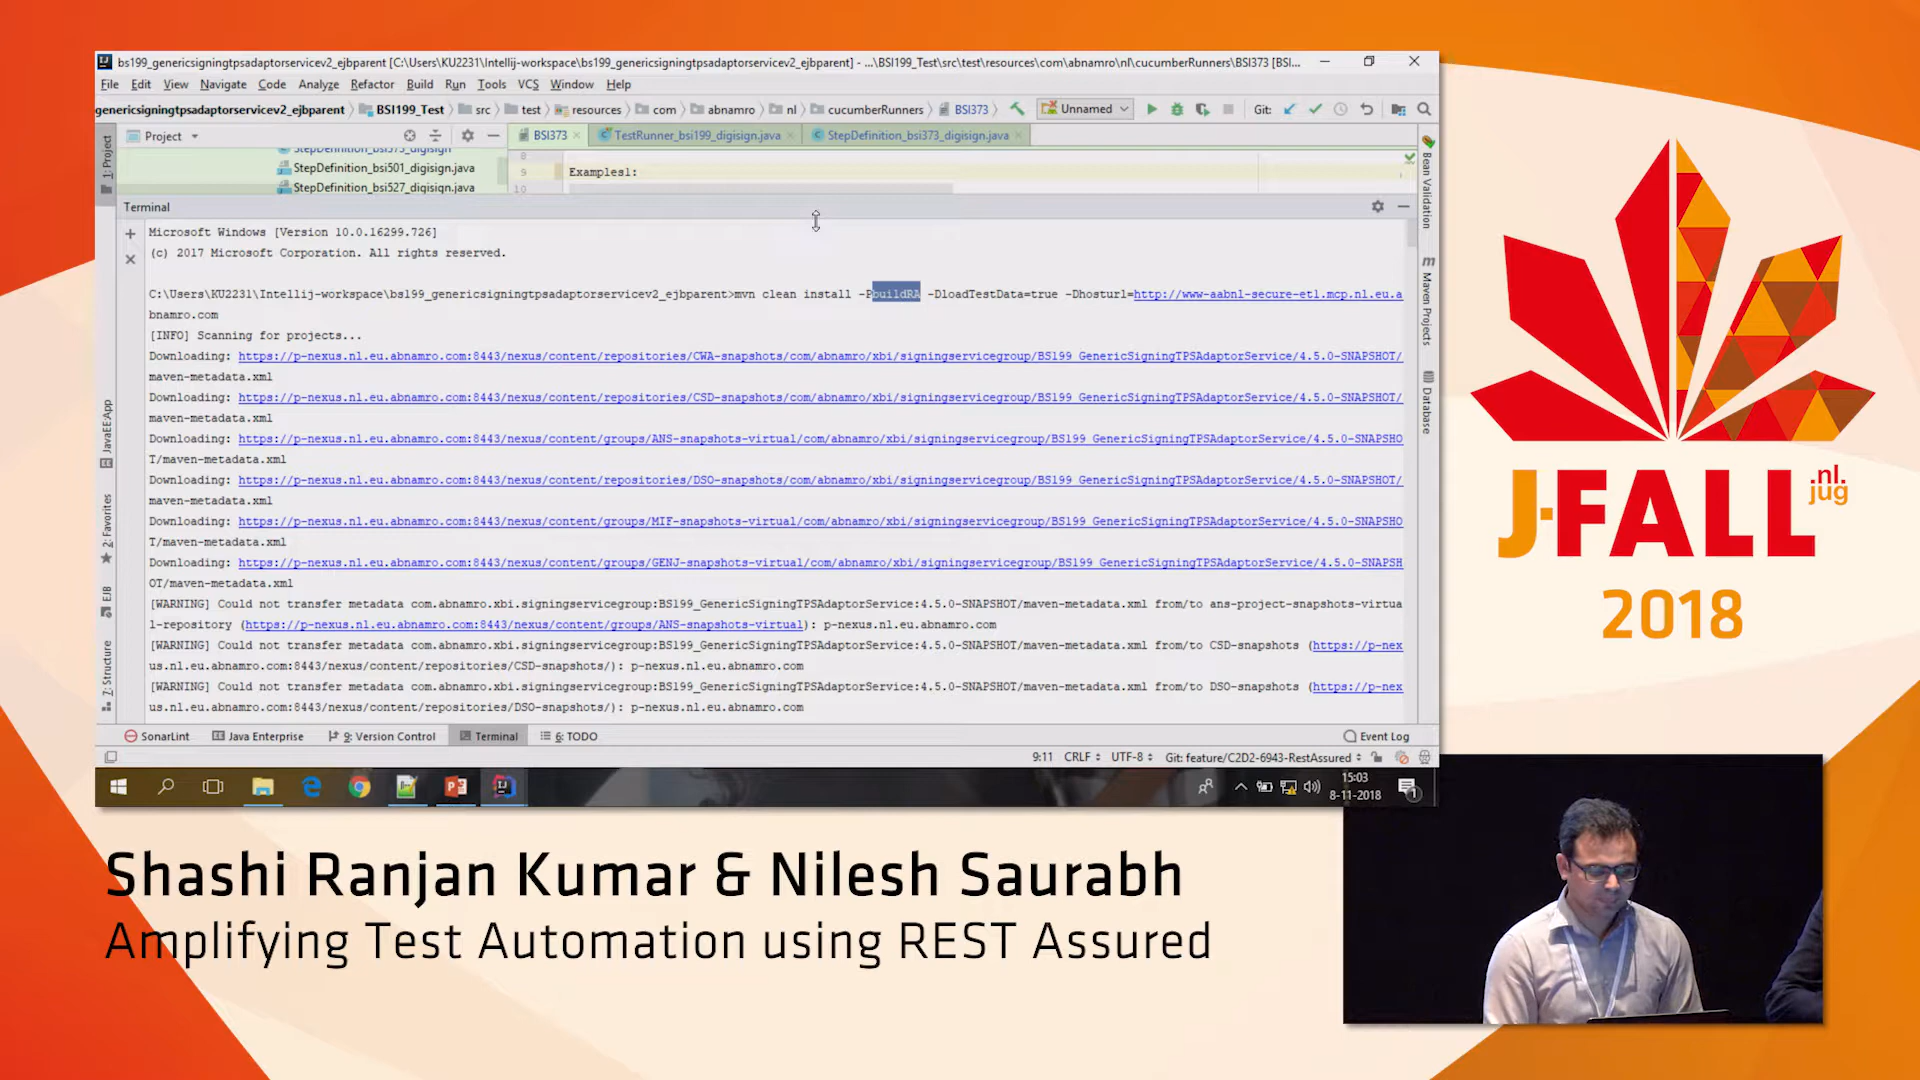 bs199_genericsigningtpsadaptorservicev2_ejbparent [C:\Users\KU2231\Intellij-workspace\bs199_genericsigningtpsadaptorservicev2_ejbparent] - ...\BSI199_Test\src\test\resources\com\abnamro\nl\cucumberRunners\BSI373 [BSI...
File Edit View Navigate Code Analyze Refactor Build Run Tools VCS Window Help
genericsigningtpsadaptorservicev2_ejbparent BSI199_Test src test resources com abnamro nl cucumberRunners BSI373 Unnamed Git:
1: Project
Project
BSI373 TestRunner_bsi199_digisign.java StepDefinition_bsi373_digisign.java
StepDefinition_bsi373_digisign
8
StepDefinition_bsi501_digisign.java
9 Examples1:
StepDefinition_bsi527_digisign.java
10
Terminal
Microsoft Windows [Version 10.0.16299.726]
(c) 2017 Microsoft Corporation. All rights reserved.
C:\Users\KU2231\Intellij-workspace\bs199_genericsigningtpsadaptorservicev2_ejbparent>mvn clean install -PbuildRA -DloadTestData=true -Dhosturl=http://www-aabnl-secure-et1.mcp.nl.eu.a
bnamro.com
[INFO] Scanning for projects...
Downloading: https://p-nexus.nl.eu.abnamro.com:8443/nexus/content/repositories/CWA-snapshots/com/abnamro/xbi/signingservicegroup/BS199_GenericSigningTPSAdaptorService/4.5.0-SNAPSHOT/
maven-metadata.xml
Downloading: https://p-nexus.nl.eu.abnamro.com:8443/nexus/content/repositories/CSD-snapshots/com/abnamro/xbi/signingservicegroup/BS199_GenericSigningTPSAdaptorService/4.5.0-SNAPSHOT/
maven-metadata.xml
Downloading: https://p-nexus.nl.eu.abnamro.com:8443/nexus/content/groups/ANS-snapshots-virtual/com/abnamro/xbi/signingservicegroup/BS199_GenericSigningTPSAdaptorService/4.5.0-SNAPSHO
T/maven-metadata.xml
Downloading: https://p-nexus.nl.eu.abnamro.com:8443/nexus/content/repositories/DSO-snapshots/com/abnamro/xbi/signingservicegroup/BS199_GenericSigningTPSAdaptorService/4.5.0-SNAPSHOT/
maven-metadata.xml
Downloading: https://p-nexus.nl.eu.abnamro.com:8443/nexus/content/groups/MIF-snapshots-virtual/com/abnamro/xbi/signingservicegroup/BS199_GenericSigningTPSAdaptorService/4.5.0-SNAPSHO
T/maven-metadata.xml
Downloading: https://p-nexus.nl.eu.abnamro.com:8443/nexus/content/groups/GENJ-snapshots-virtual/com/abnamro/xbi/signingservicegroup/BS199_GenericSigningTPSAdaptorService/4.5.0-SNAPSH
OT/maven-metadata.xml
[WARNING] Could not transfer metadata com.abnamro.xbi.signingservicegroup:BS199_GenericSigningTPSAdaptorService:4.5.0-SNAPSHOT/maven-metadata.xml from/to ans-project-snapshots-virtua
l-repository (https://p-nexus.nl.eu.abnamro.com:8443/nexus/content/groups/ANS-snapshots-virtual): p-nexus.nl.eu.abnamro.com
[WARNING] Could not transfer metadata com.abnamro.xbi.signingservicegroup:BS199_GenericSigningTPSAdaptorService:4.5.0-SNAPSHOT/maven-metadata.xml from/to CSD-snapshots (https://p-nex
us.nl.eu.abnamro.com:8443/nexus/content/repositories/CSD-snapshots/): p-nexus.nl.eu.abnamro.com
[WARNING] Could not transfer metadata com.abnamro.xbi.signingservicegroup:BS199_GenericSigningTPSAdaptorService:4.5.0-SNAPSHOT/maven-metadata.xml from/to DSO-snapshots (https://p-nex
us.nl.eu.abnamro.com:8443/nexus/content/repositories/DSO-snapshots/): p-nexus.nl.eu.abnamro.com
JavaEE:App
2: Favorites
EJB
7: Structure
Bean Validation
Maven Projects
Database
SonarLint Java Enterprise 9: Version Control Terminal 6: TODO Event Log
9:11 CRLF UTF-8 Git: feature/C2D2-6943-RestAssured
15:03
8-11-2018
1
J-FALL
.nl.
jug
2018
Shashi Ranjan Kumar & Nilesh Saurabh
Amplifying Test Automation using REST Assured